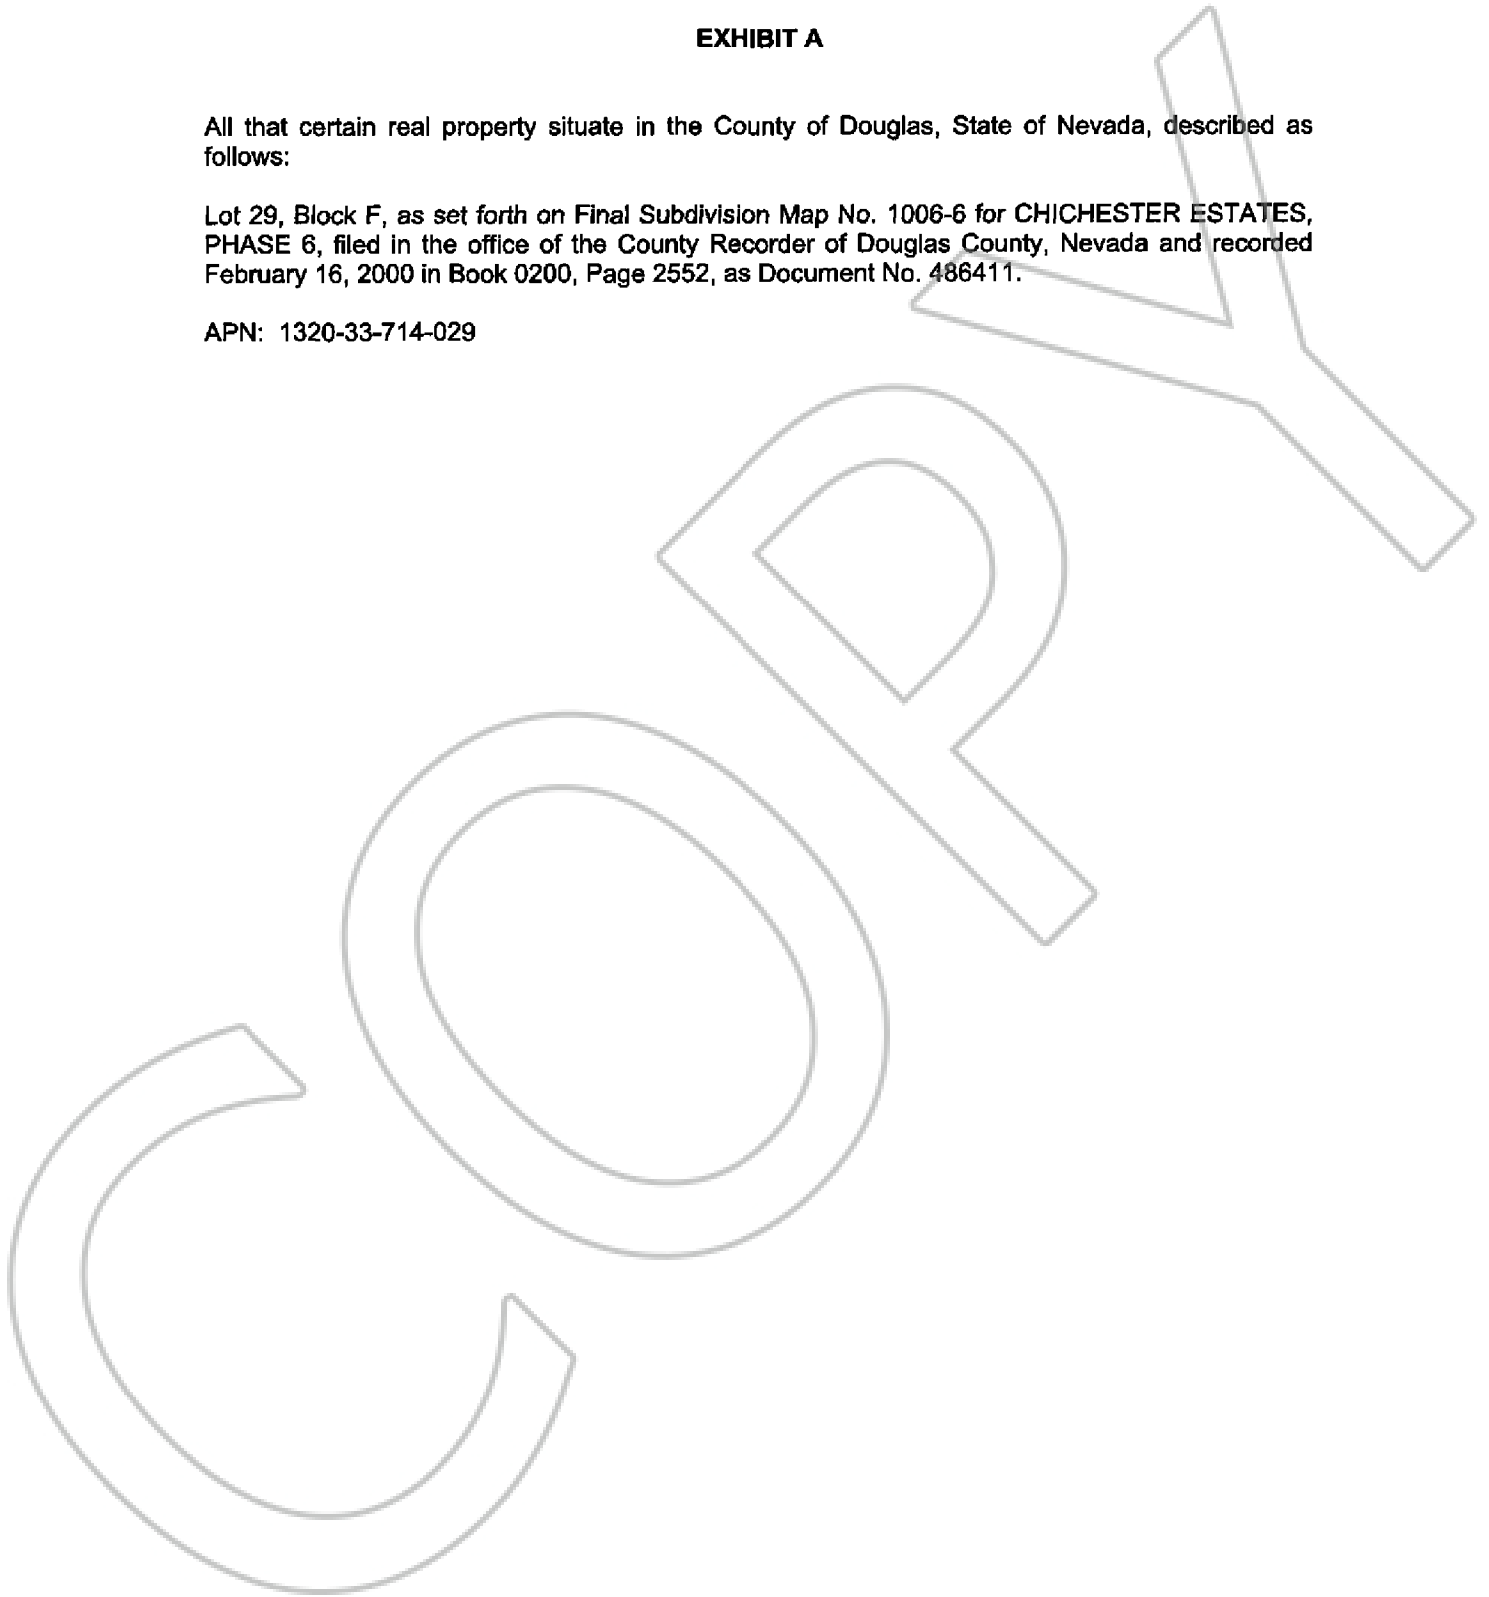 EXHIBIT A
All that certain real property situate in the County of Douglas, State of Nevada, described as
follows:
Lot 29, Block F, as set forth on Final Subdivision Map No. 1006-6 for CHICHESTER ESTATES,
PHASE 6, filed in the office of the County Recorder of Douglas County, Nevada and recorded
February 16, 2000 in Book 0200, Page 2552, as Document No. 486411.
APN: 1320-33-714-029
COPY